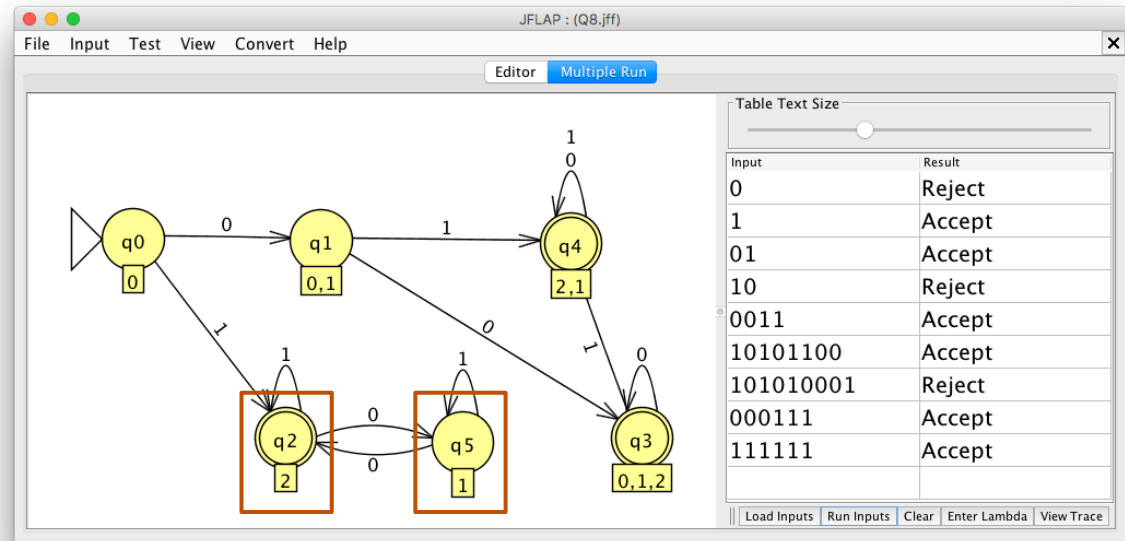 JFLAP : (Q8.jff)
File Input Test View Convert Help
Editor Multiple Run
Table Text Size
Input Result
0 Reject
1 Accept
01 Accept
10 Reject
0011 Accept
10101100 Accept
101010001 Reject
000111 Accept
111111 Accept
Load Inputs Run Inputs Clear Enter Lambda View Trace
1
0
q0 0 q1 1 q4
0 0,1 2,1
1 0 1
1 1 0
q2 0 q5 q3
0
2 1 0,1,2